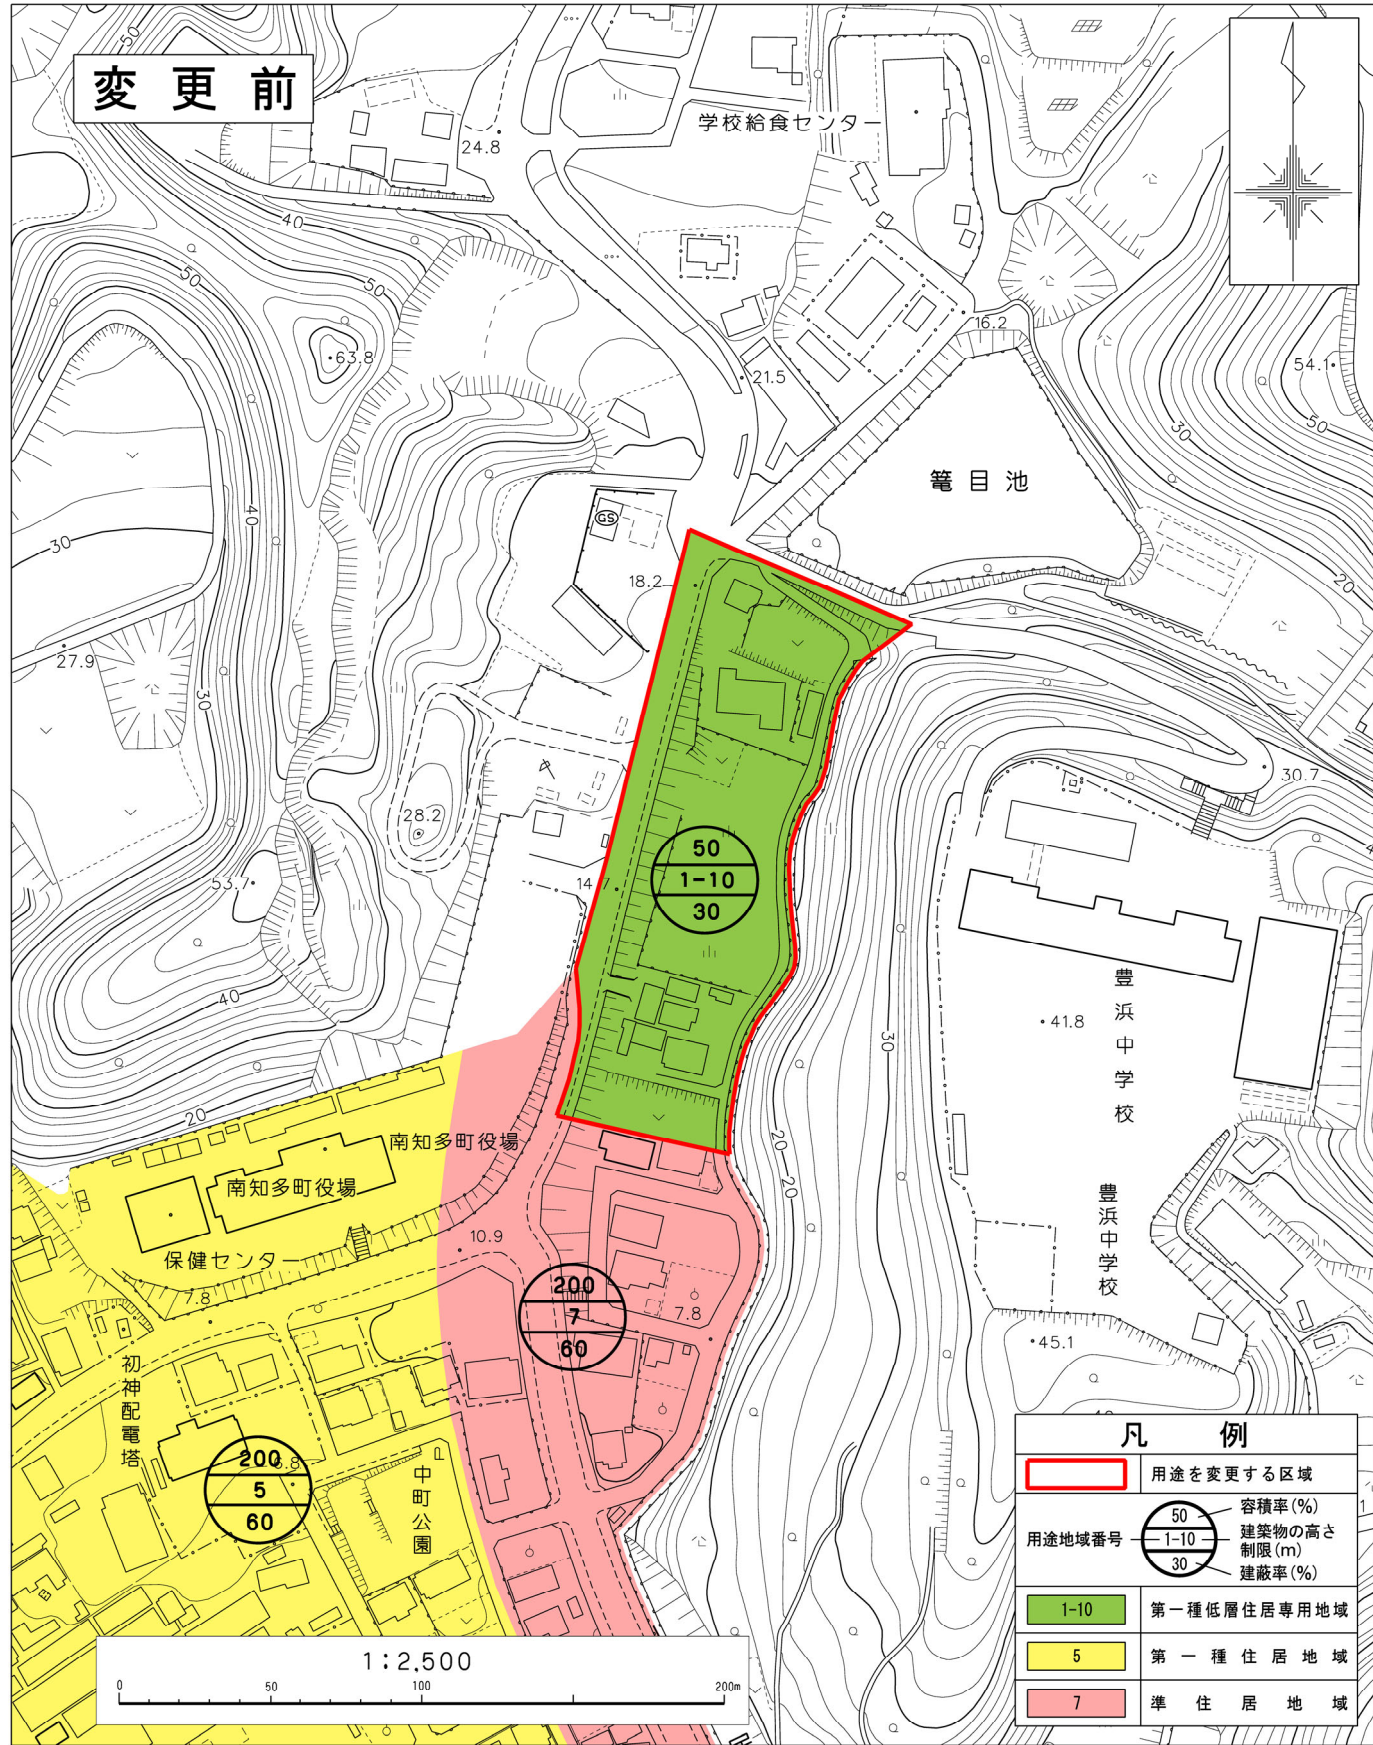 変更前
50
学校給食センター
24.8
40
50
50
63.8
16.2
21.5
54.1
50
30
篭目池
40
GS
30
18.2
20
27.9
30
30.7
28.2
50
1-10
30
14.7
53.7
40
豊浜中学校
41.8
30
20
南知多町役場
南知多町役場
20
20
豊浜中学校
保健センター
10.9
7.8
200
7
60
7.8
45.1
初神配電塔
中町公園
200
6.8
5
60
凡例
用途を変更する区域
用途地域番号
50
1-10
30
容積率(%)
建築物の高さ
制限(m)
建蔽率(%)
1-10 第一種低層住居専用地域
5 第一種住居地域
7 準住居地域
1:2,500
0 50 100 200m